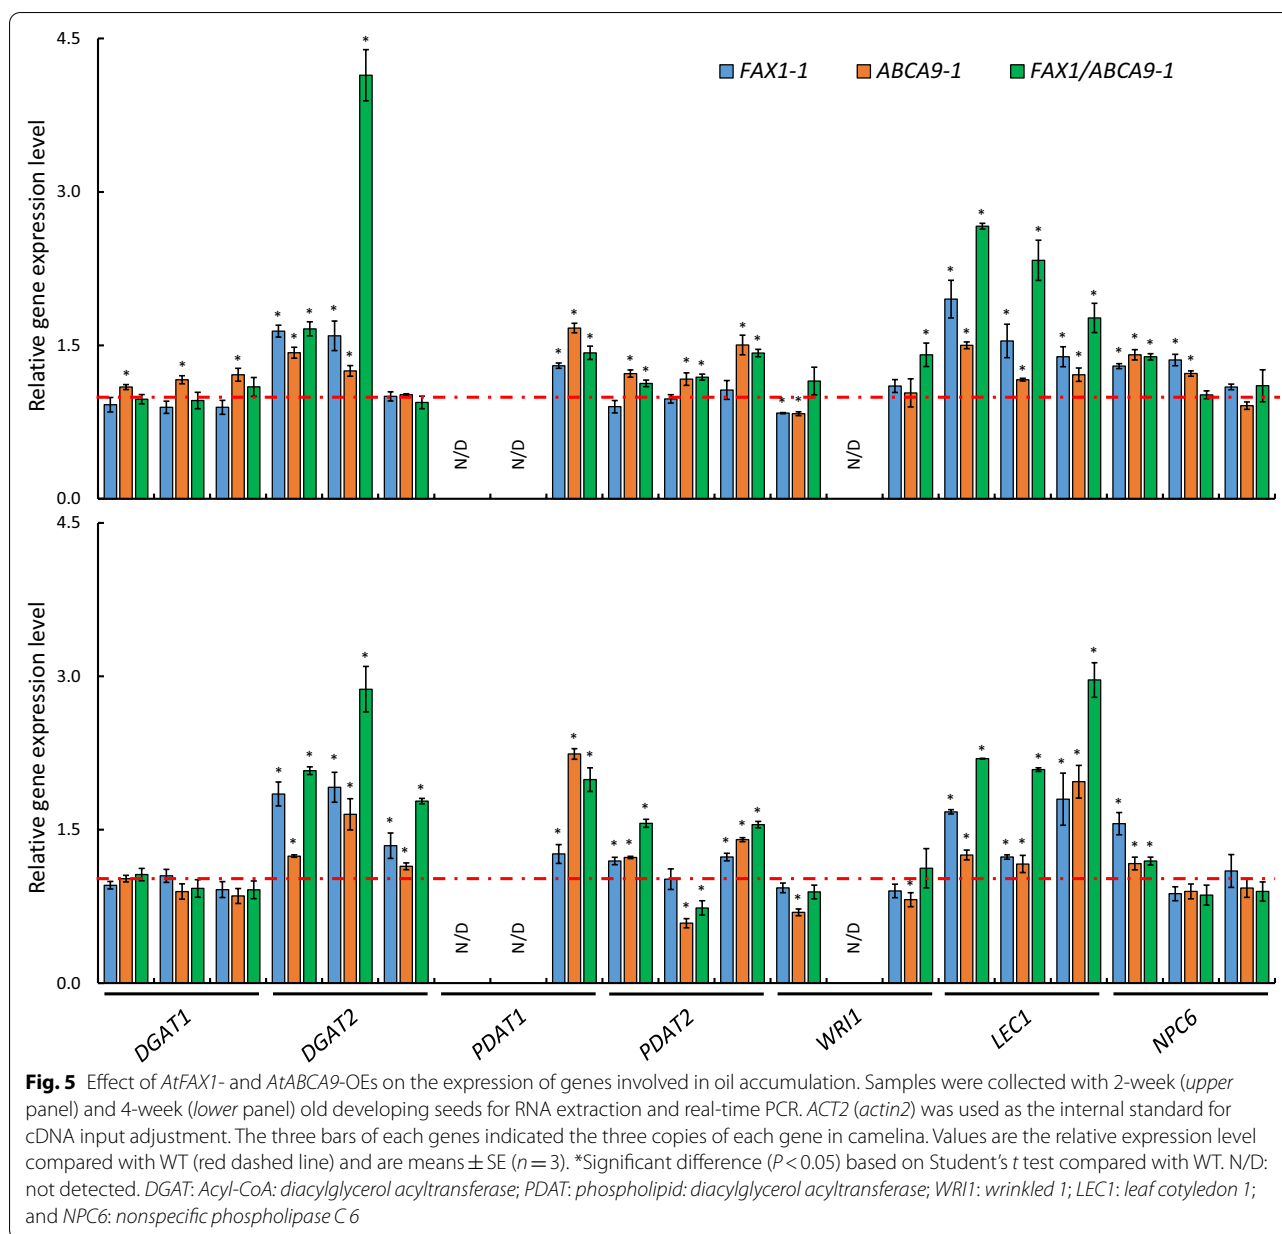 4.5
FAX1-1 ABCA9-1 FAX1/ABCA9-1
Relative gene expression level
3.0
1.5
N/D N/D N/D
0.0
4.5
Relative gene expression level
3.0
1.5
N/D N/D N/D
0.0
DGAT1 DGAT2 PDAT1 PDAT2 WRI1 LEC1 NPC6
Fig. 5 Effect of AtFAX1- and AtABCA9-OEs on the expression of genes involved in oil accumulation. Samples were collected with 2-week (upper
panel) and 4-week (lower panel) old developing seeds for RNA extraction and real-time PCR. ACT2 (actin2) was used as the internal standard for
cDNA input adjustment. The three bars of each genes indicated the three copies of each gene in camelina. Values are the relative expression level
compared with WT (red dashed line) and are means ± SE (n = 3). *Significant difference (P < 0.05) based on Student's t test compared with WT. N/D:
not detected. DGAT: Acyl-CoA: diacylglycerol acyltransferase; PDAT: phospholipid: diacylglycerol acyltransferase; WRI1: wrinkled 1; LEC1: leaf cotyledon 1;
and NPC6: nonspecific phospholipase C 6